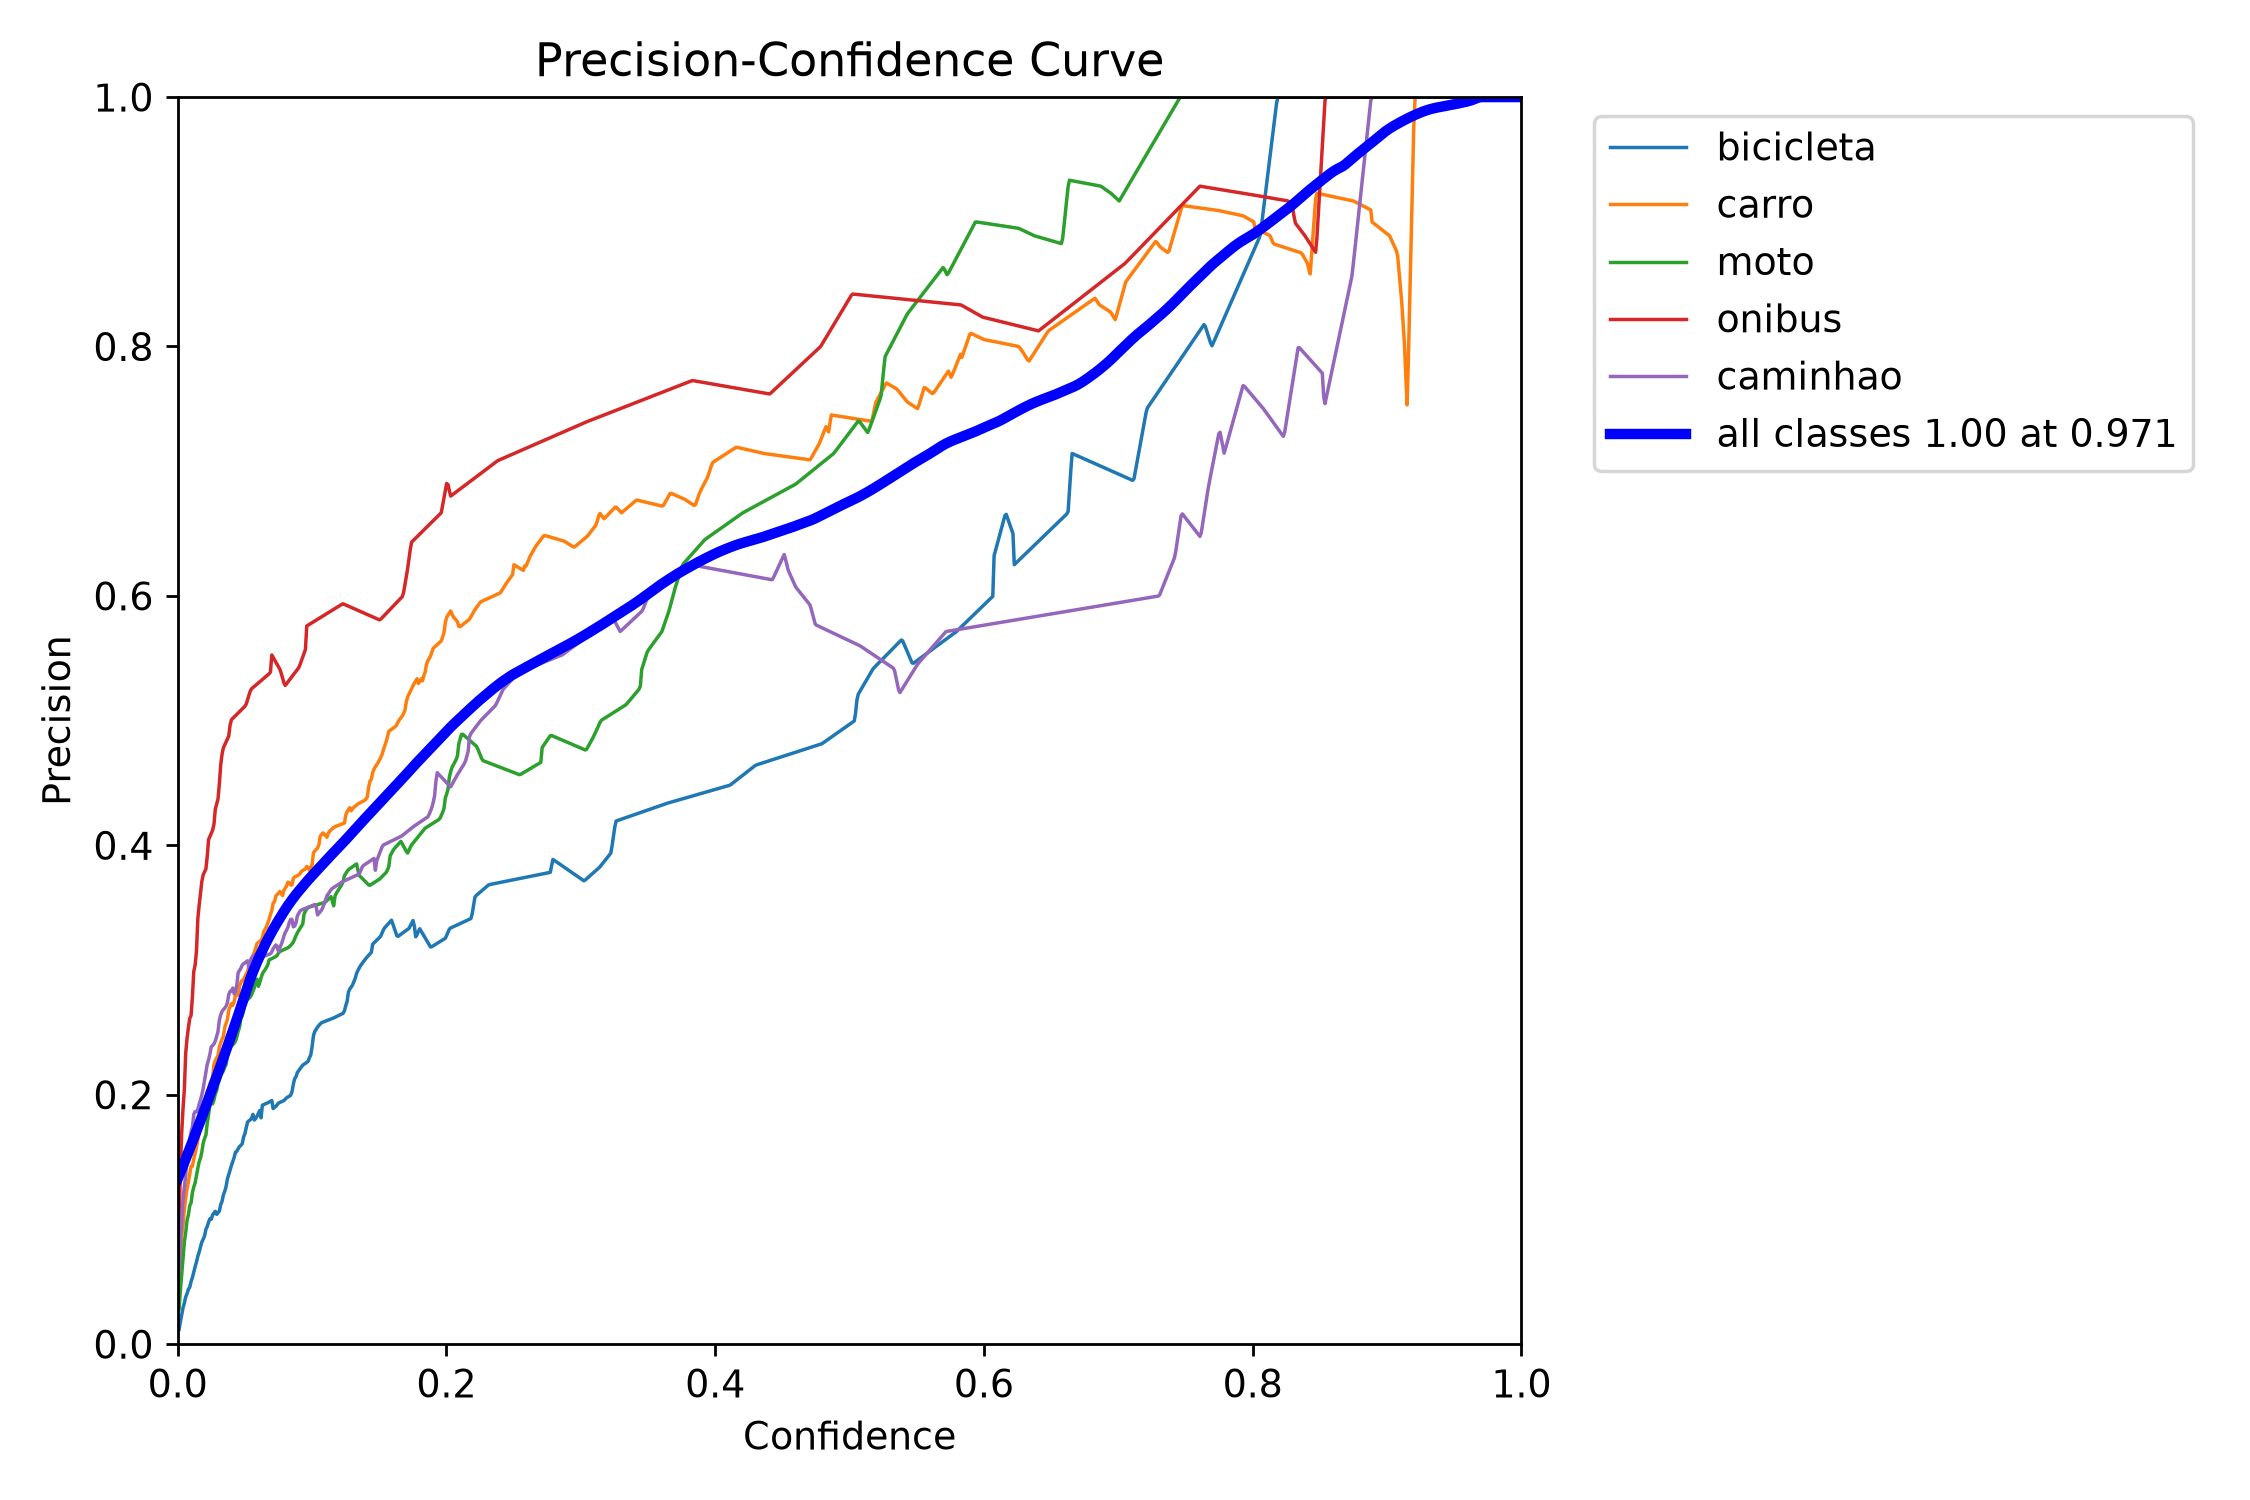 Precision-Confidence Curve
1.0
0.8
0.6
0.4
0.2
0.0
Precision
0.0 0.2 0.4 0.6 0.8 1.0
Confidence
bicicleta
carro
moto
onibus
caminhao
all classes 1.00 at 0.971